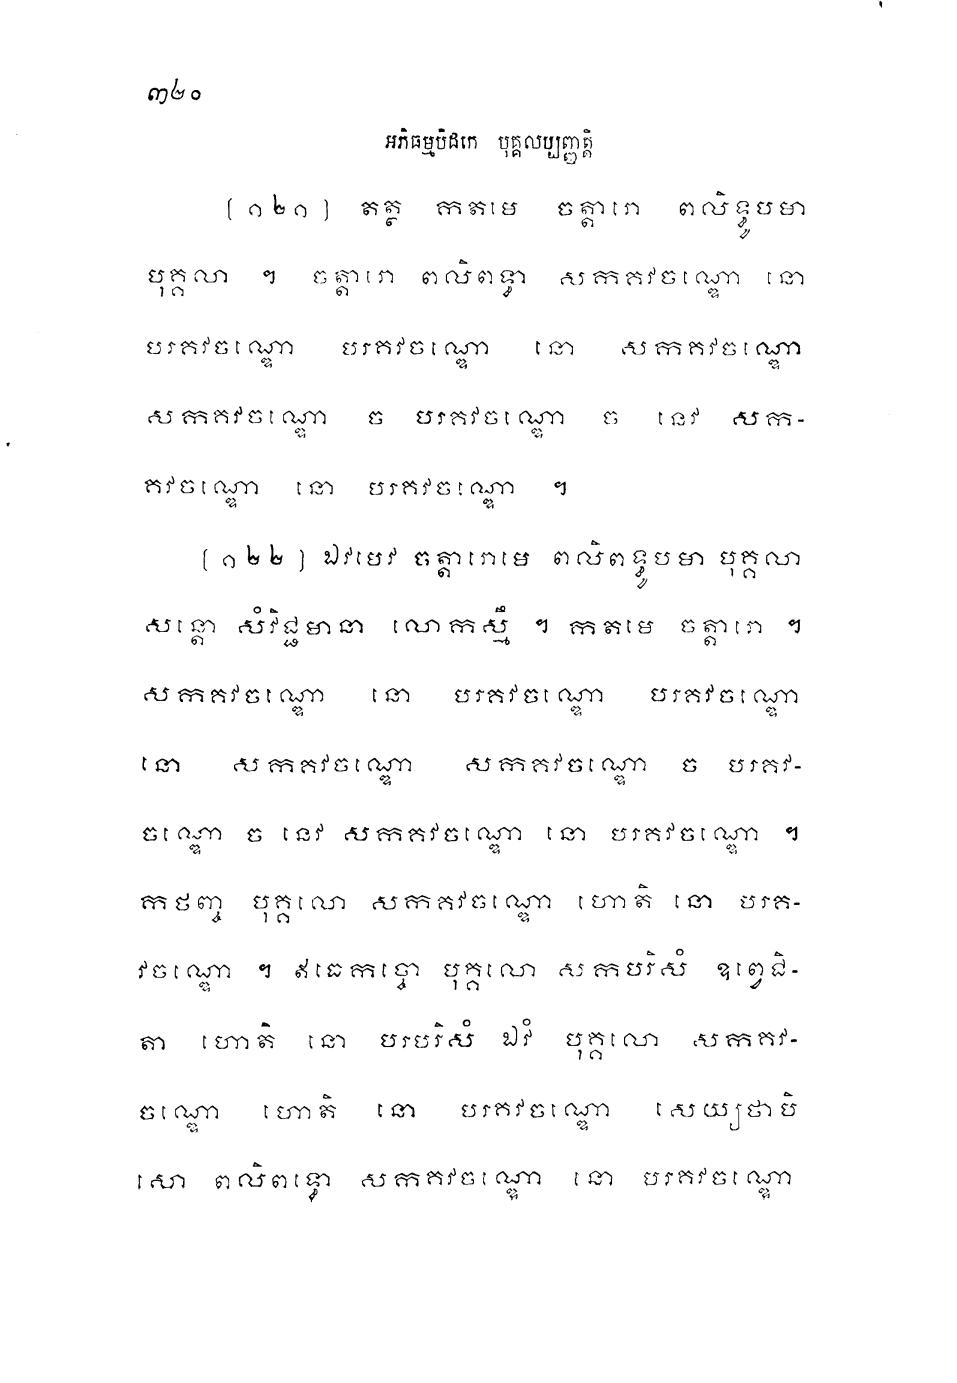 ៣២០
អភិធម្មបិដកេ បុគ្គលប្បញ្ញត្តិ
[១២១] តត្ថ កតមេ ចត្តារោ ពលិទ្ទូបមា
បុគ្គលា ។ ចត្តារោ ពលិពទ្ទា សកគវចណ្ឌោ នោ
បរគវចណ្ឌោ បរគវចណ្ឌោ នោ សកគវចណ្ឌោ
សកគវចណ្ឌោ ច បរគវចណ្ឌោ ច នេវ សក-
គវចណ្ឌោ នោ បរគវចណ្ឌោ ។
[១២២] ឯវមេវ ចត្តារោមេ ពលិពទ្ទូបមា បុគ្គលា
សន្តោ សំវិជ្ជមានា លោកស្មឹ ។ កតមេ ចត្តារោ ។
សកគវចណ្ឌោ នោ បរគវចណ្ឌោ បរគវចណ្ឌោ
នោ សកគវចណ្ឌោ សកគវចណ្ឌោ ច បរគវ-
ចណ្ឌោ ច នេវ សកគវចណ្ឌោ នោ បរគវចណ្ឌោ ។
កថញ្ច បុគ្គលោ សកគវចណ្ឌោ ហោតិ នោ បរគ-
វចណ្ឌោ ។ ឥធេកច្ចោ បុគ្គលោ សកបរិសំ ឧព្វេជិ-
តា ហោតិ នោ បរបរិសំ ឯវំ បុគ្គលោ សកគវ-
ចណ្ឌោ ហោតិ នោ បរគវចណ្ឌោ សេយ្យថាបិ
សោ ពលិពទ្ទោ សកគវចណ្ឌោ នោ បរគវចណ្ឌោ